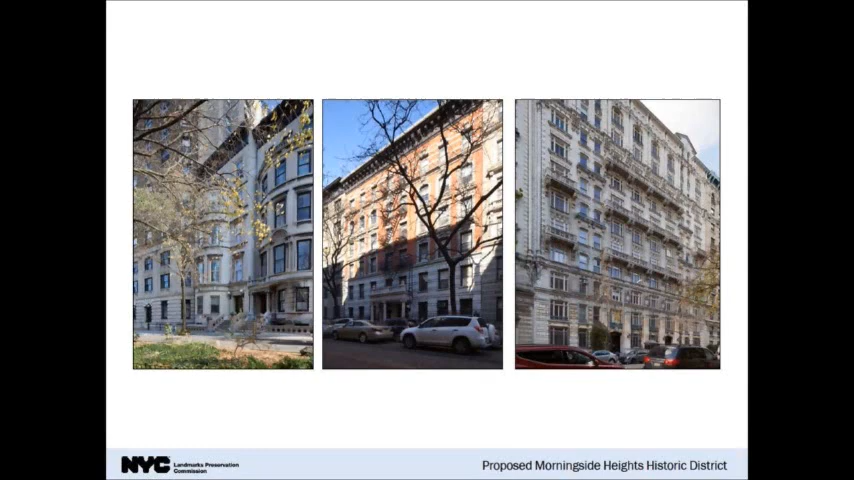 NYC
Landmarks Preservation
Commission
Proposed Morningside Heights Historic District